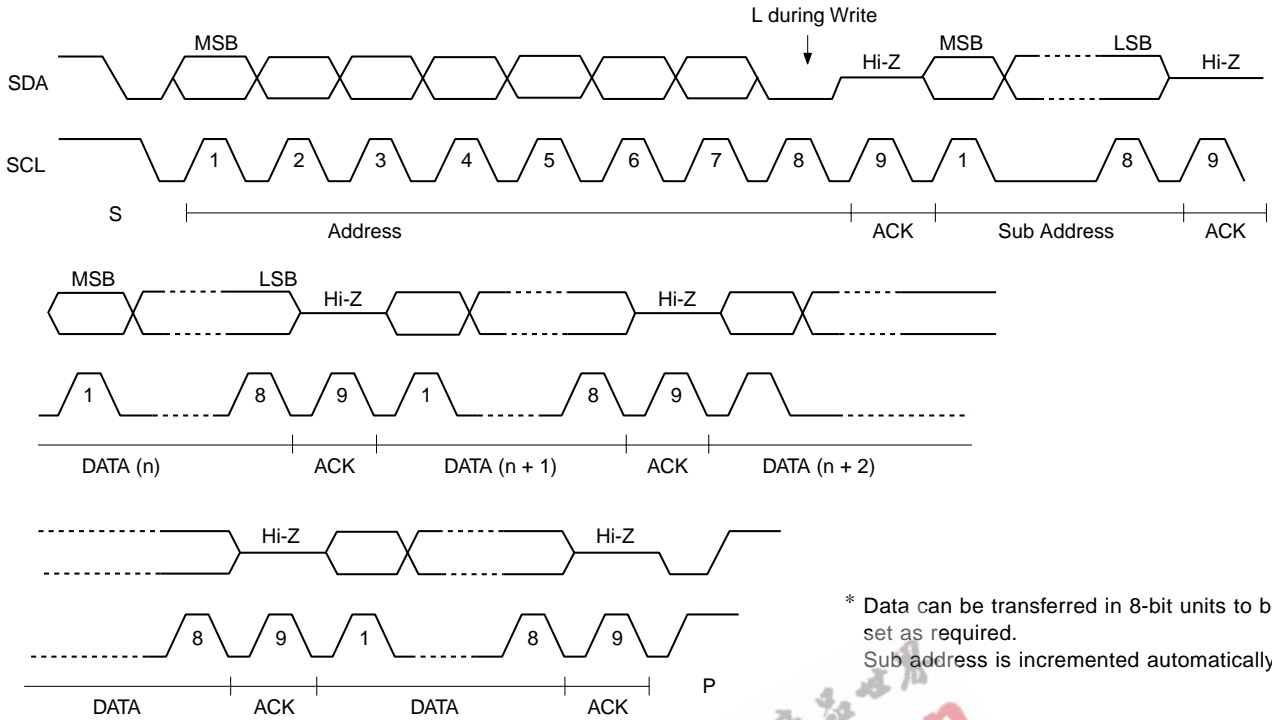 L during Write
SDA MSB Hi-Z MSB LSB Hi-Z
SCL 1 2 3 4 5 6 7 8 9 1 8 9
S Address ACK Sub Address ACK
MSB LSB Hi-Z Hi-Z
1 8 9 1 8 9
DATA (n) ACK DATA (n + 1) ACK DATA (n + 2)
Hi-Z Hi-Z
8 9 1 8 9
DATA ACK DATA ACK P
* Data can be transferred in 8-bit units to b
set as required.
Sub address is incremented automatically